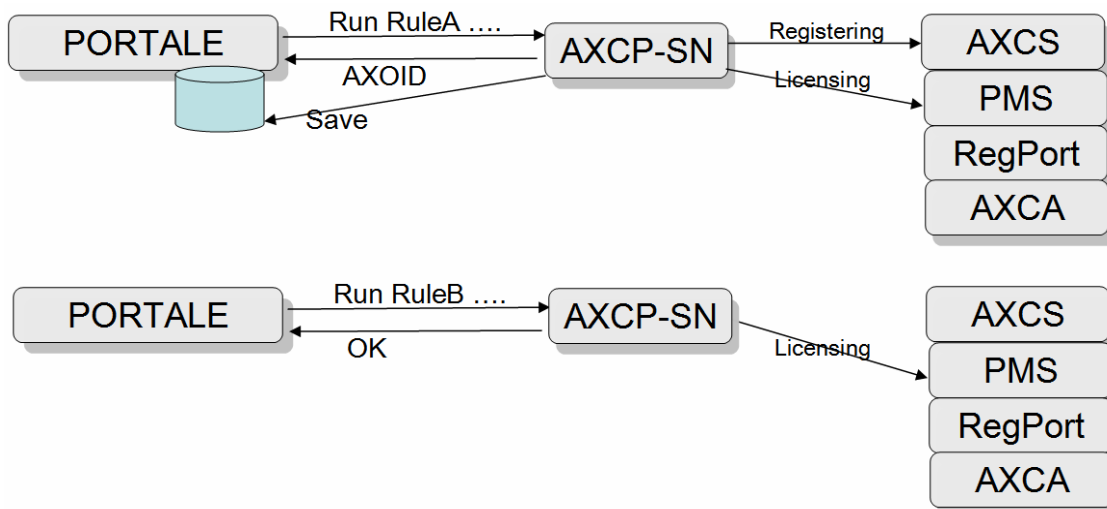 PORTALE
Run RuleA ....
AXOID
Save
AXCP-SN
Registering
Licensing
AXCS
PMS
RegPort
AXCA
PORTALE
Run RuleB ....
OK
AXCP-SN
Licensing
AXCS
PMS
RegPort
AXCA